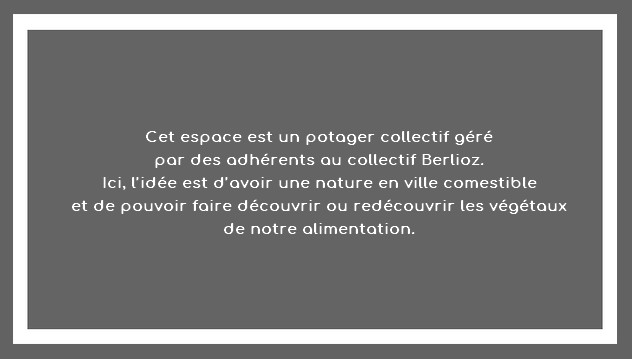 Cet espace est un potager collectif géré
par des adhérents au collectif Berlioz.
Ici, l'idée est d'avoir une nature en ville comestible
et de pouvoir faire découvrir ou redécouvrir les végétaux
de notre alimentation.